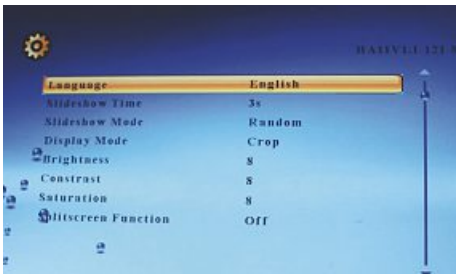 Language English
Slideshow Time 3s
Slideshow Mode Random
Display Mode Crop
Brightness 8
Constrast 8
Saturation 8
Splitscreen Function Off